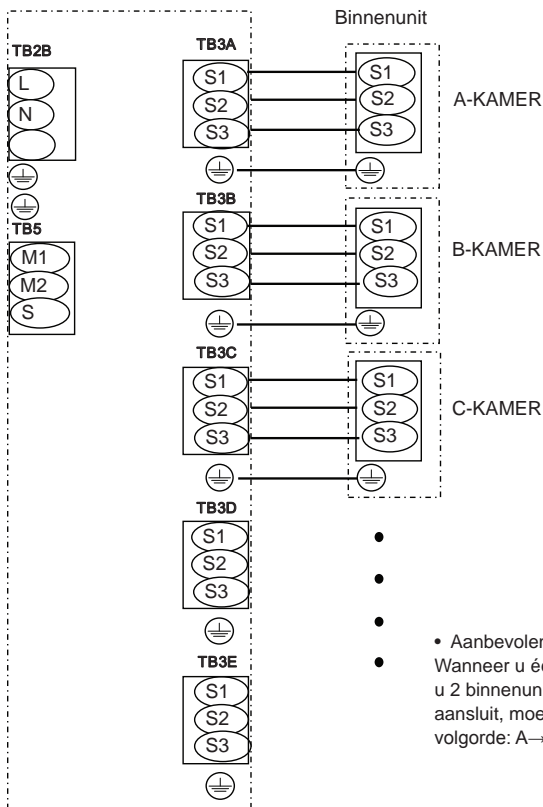 Binnenunit
TB2B
L
N
TB5
M1
M2
S
TB3A
S1
S2
S3
S1
S2
S3
A-KAMER
TB3B
S1
S2
S3
S1
S2
S3
B-KAMER
TB3C
S1
S2
S3
S1
S2
S3
C-KAMER
TB3D
S1
S2
S3
TB3E
S1
S2
S3
• Aanbevolen
Wanneer u
u 2 binnenun
aansluit, moe
volgorde: A→